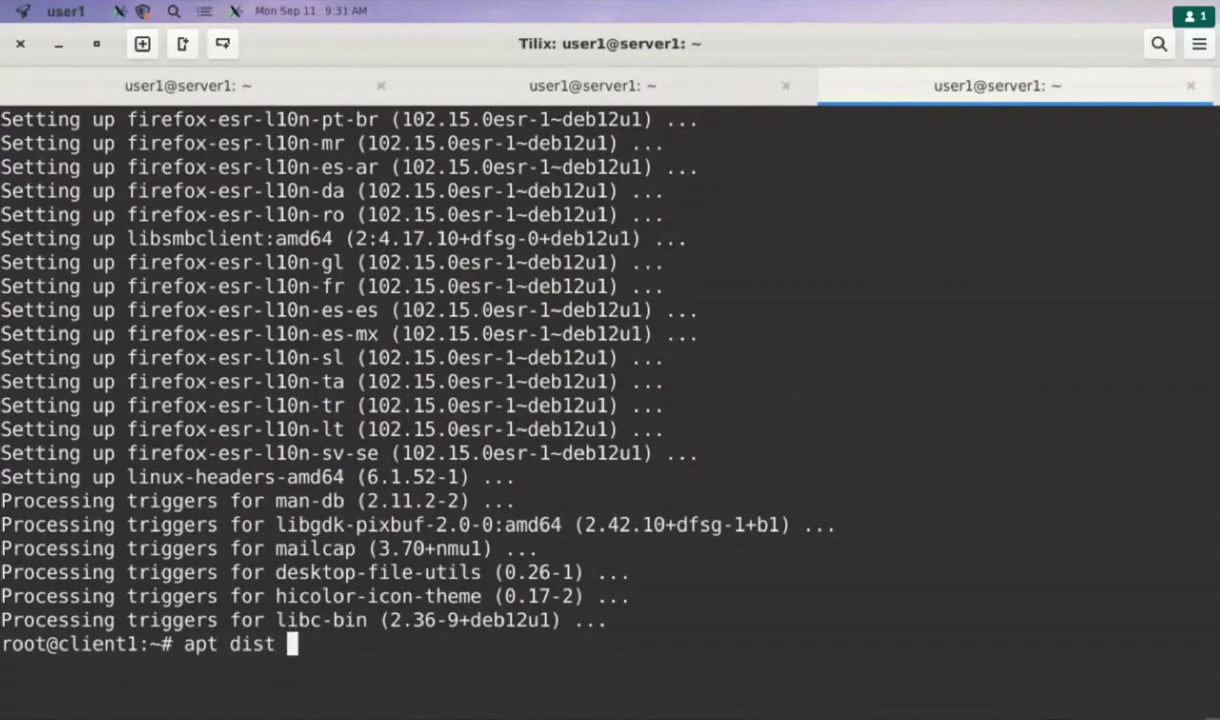 user1 Mon Sep 11 9:31 AM
1
Tilix: user1@server1: ~
user1@server1: ~ user1@server1: ~ user1@server1: ~
Setting up firefox-esr-l10n-pt-br (102.15.0esr-1~deb12u1) ...
Setting up firefox-esr-l10n-mr (102.15.0esr-1~deb12u1) ...
Setting up firefox-esr-l10n-es-ar (102.15.0esr-1~deb12u1) ...
Setting up firefox-esr-l10n-da (102.15.0esr-1~deb12u1) ...
Setting up firefox-esr-l10n-ro (102.15.0esr-1~deb12u1) ...
Setting up libsmbclient:amd64 (2:4.17.10+dfsg-0+deb12u1) ...
Setting up firefox-esr-l10n-gl (102.15.0esr-1~deb12u1) ...
Setting up firefox-esr-l10n-fr (102.15.0esr-1~deb12u1) ...
Setting up firefox-esr-l10n-es-es (102.15.0esr-1~deb12u1) ...
Setting up firefox-esr-l10n-es-mx (102.15.0esr-1~deb12u1) ...
Setting up firefox-esr-l10n-sl (102.15.0esr-1~deb12u1) ...
Setting up firefox-esr-l10n-ta (102.15.0esr-1~deb12u1) ...
Setting up firefox-esr-l10n-tr (102.15.0esr-1~deb12u1) ...
Setting up firefox-esr-l10n-lt (102.15.0esr-1~deb12u1) ...
Setting up firefox-esr-l10n-sv-se (102.15.0esr-1~deb12u1) ...
Setting up linux-headers-amd64 (6.1.52-1) ...
Processing triggers for man-db (2.11.2-2) ...
Processing triggers for libgdk-pixbuf-2.0-0:amd64 (2.42.10+dfsg-1+b1) ...
Processing triggers for mailcap (3.70+nmu1) ...
Processing triggers for desktop-file-utils (0.26-1) ...
Processing triggers for hicolor-icon-theme (0.17-2) ...
Processing triggers for libc-bin (2.36-9+deb12u1) ...
root@client1:~# apt dist